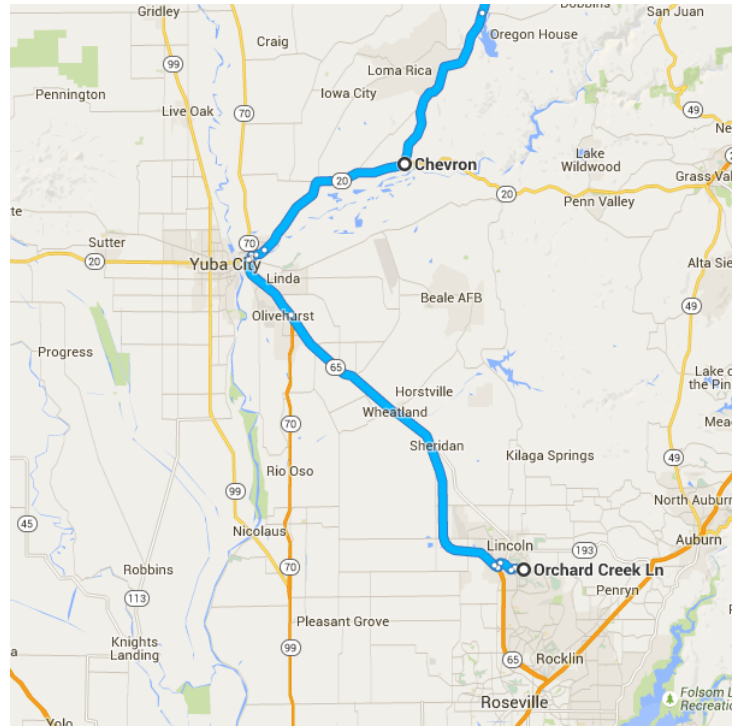 Gridley
Dobbins
San Juan
Craig
Oregon House
99
Loma Rica
49
Pennington
Iowa City
Live Oak
70
Chevron
Lake
Wildwood
Grass Val
20
20
Penn Valley
Sutter
70
20
Yuba City
Linda
Alta Sie
Beale AFB
49
Olivehurst
Progress
65
Lake o
the Pin
Horstville
Wheatland
Mea
70
Sheridan
Kilaga Springs
49
Rio Oso
99
North Auburn
45
Nicolaus
Lincoln
193
Auburn
Robbins
70
Orchard Creek Ln
113
Penryn
Pleasant Grove
Knights
Landing
99
65
Rocklin
Roseville
Folsom L
Recreatio
Yolo